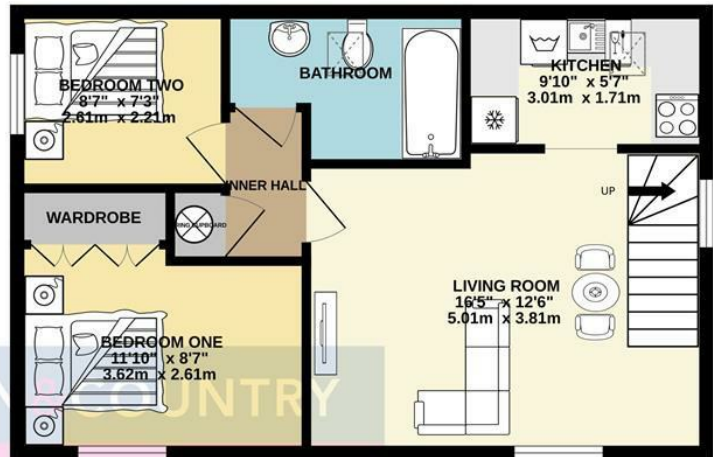 BEDROOM TWO
8'7" x 7'3"
2.61m x 2.21m
BATHROOM
KITCHEN
9'10" x 5'7"
3.01m x 1.71m
INNER HALL
UP
WARDROBE
CUPBOARD
LIVING ROOM
16'5" x 12'6"
5.01m x 3.81m
BEDROOM ONE
11'10" x 8'7"
3.62m x 2.61m
N & COUNTRY